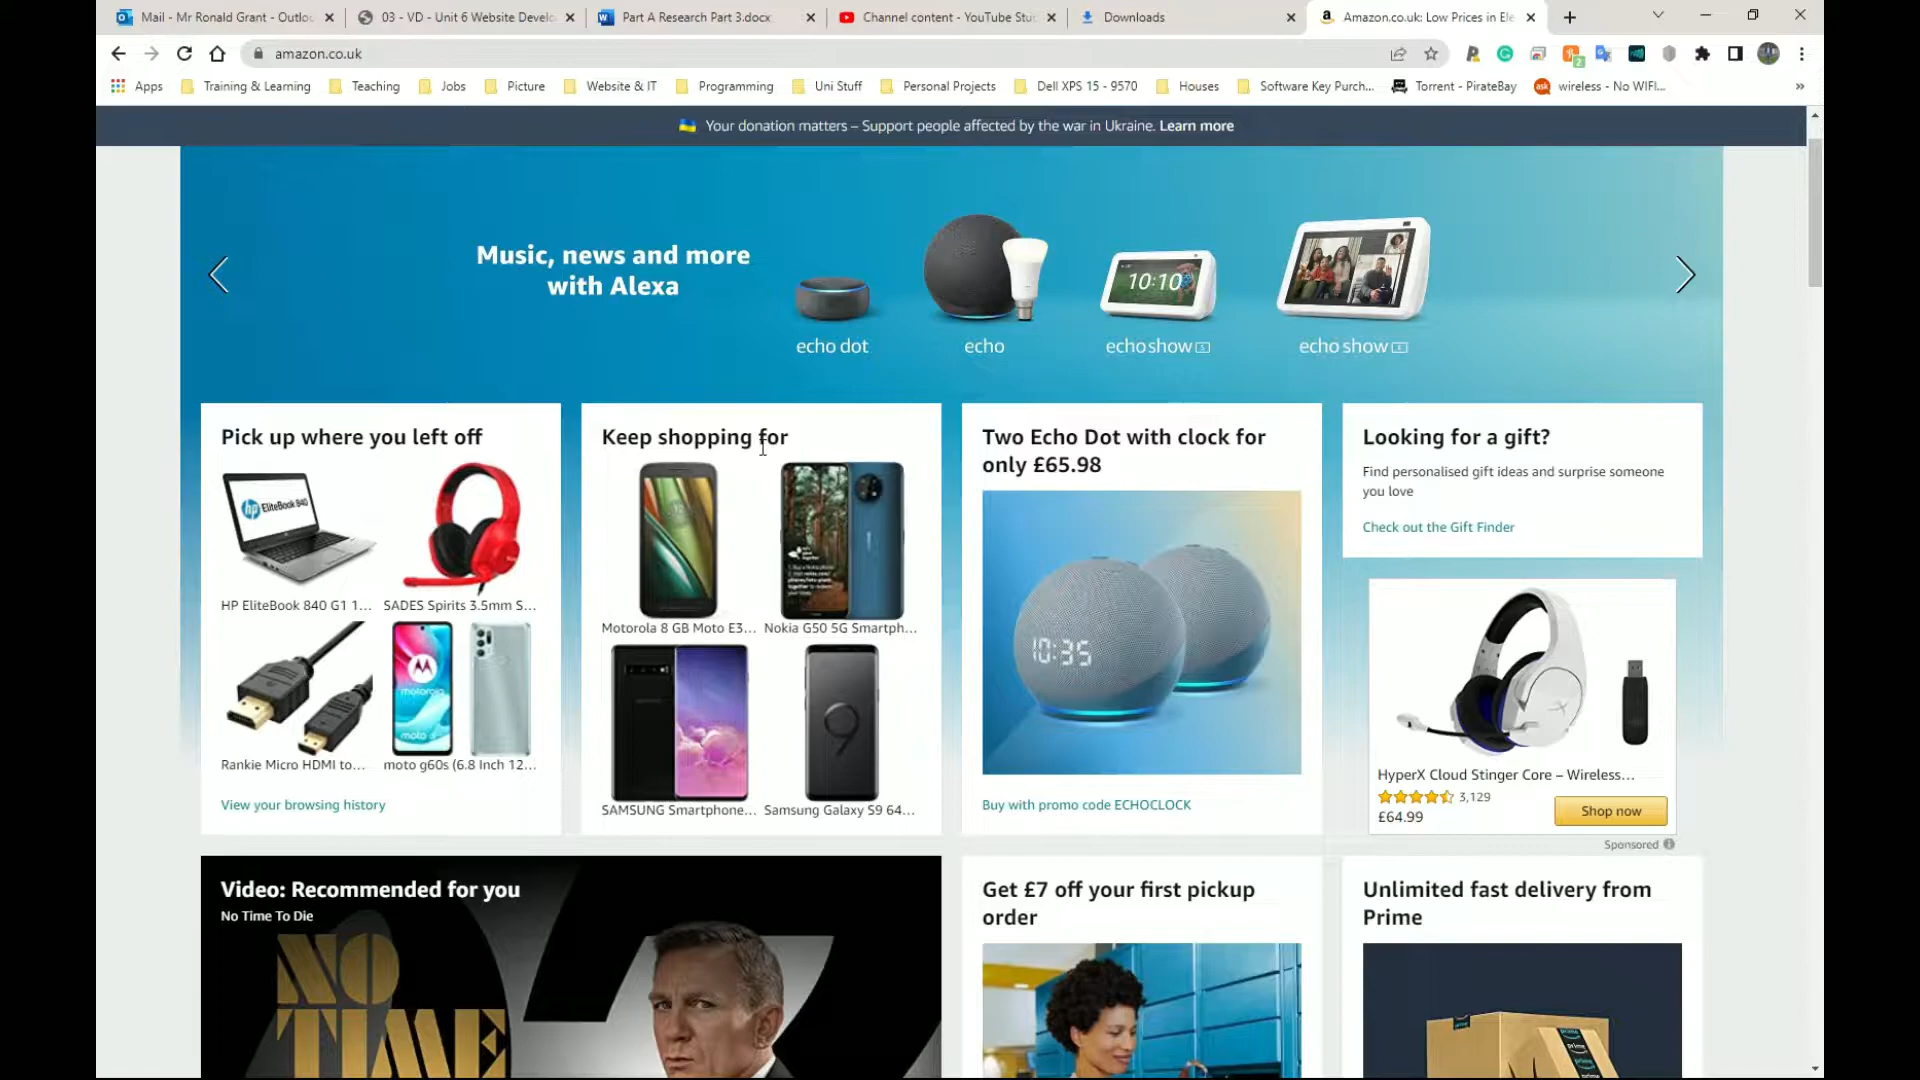 Mail - Mr Ronald Grant - Outlo
03 - VD - Unit 6 Website Develo
Part A Research Part 3.docx
Channel content - YouTube Stu
Downloads
Amazon.co.uk: Low Prices in Ele
amazon.co.uk
Apps
Training & Learning
Teaching
Jobs
Picture
Website & IT
Programming
Uni Stuff
Personal Projects
Dell XPS 15 - 9570
Houses
Software Key Purch...
Torrent - PirateBay
wireless - No WIFI...
Your donation matters – Support people affected by the war in Ukraine. Learn more
Music, news and more
with Alexa
10:10
echo dot
echo
echo show 5
echo show 8
Pick up where you left off
hp EliteBook 840
HP EliteBook 840 G1 1...
SADES Spirits 3.5mm S...
motorola
moto g
Rankie Micro HDMI to...
moto g60s (6.8 Inch 12...
View your browsing history
Keep shopping for
Motorola 8 GB Moto E3...
Nokia G50 5G Smartph...
9
SAMSUNG Smartphone...
Samsung Galaxy S9 64...
Two Echo Dot with clock for
only £65.98
10:35
Buy with promo code ECHOCLOCK
Looking for a gift?
Find personalised gift ideas and surprise someone
you love
Check out the Gift Finder
HyperX Cloud Stinger Core – Wireless...
3,129
£64.99
Shop now
Sponsored
Video: Recommended for you
No Time To Die
NO
TIME
Get £7 off your first pickup
order
Unlimited fast delivery from
Prime
prime
prime